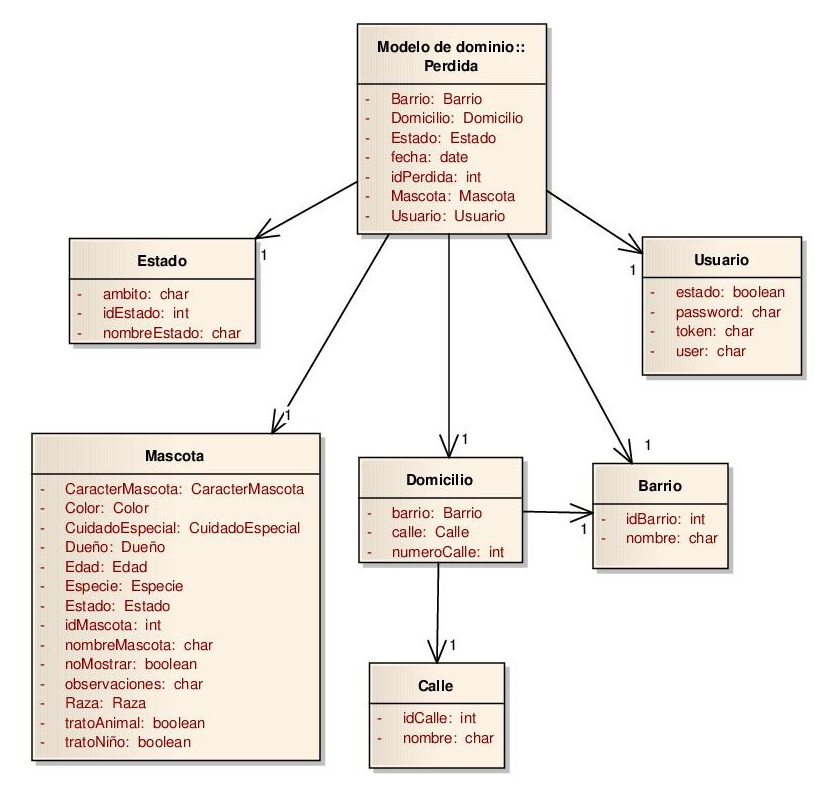 Modelo de dominio::
Perdida
- Barrio: Barrio
- Domicilio: Domicilio
- Estado: Estado
- fecha: date
- idPerdida: int
- Mascota: Mascota
- Usuario: Usuario
1
Estado
- ambito: char
- idEstado: int
- nombreEstado: char
1
Usuario
- estado: boolean
- password: char
- token: char
- user: char
1
Mascota
- CaracterMascota: CaracterMascota
- Color: Color
- CuidadoEspecial: CuidadoEspecial
- Dueño: Dueño
- Edad: Edad
- Especie: Especie
- Estado: Estado
- idMascota: int
- nombreMascota: char
- noMostrar: boolean
- observaciones: char
- Raza: Raza
- tratoAnimal: boolean
- tratoNiño: boolean
1
Domicilio
- barrio: Barrio
- calle: Calle
- numeroCalle: int
1
1
Barrio
- idBarrio: int
- nombre: char
1
Calle
- idCalle: int
- nombre: char